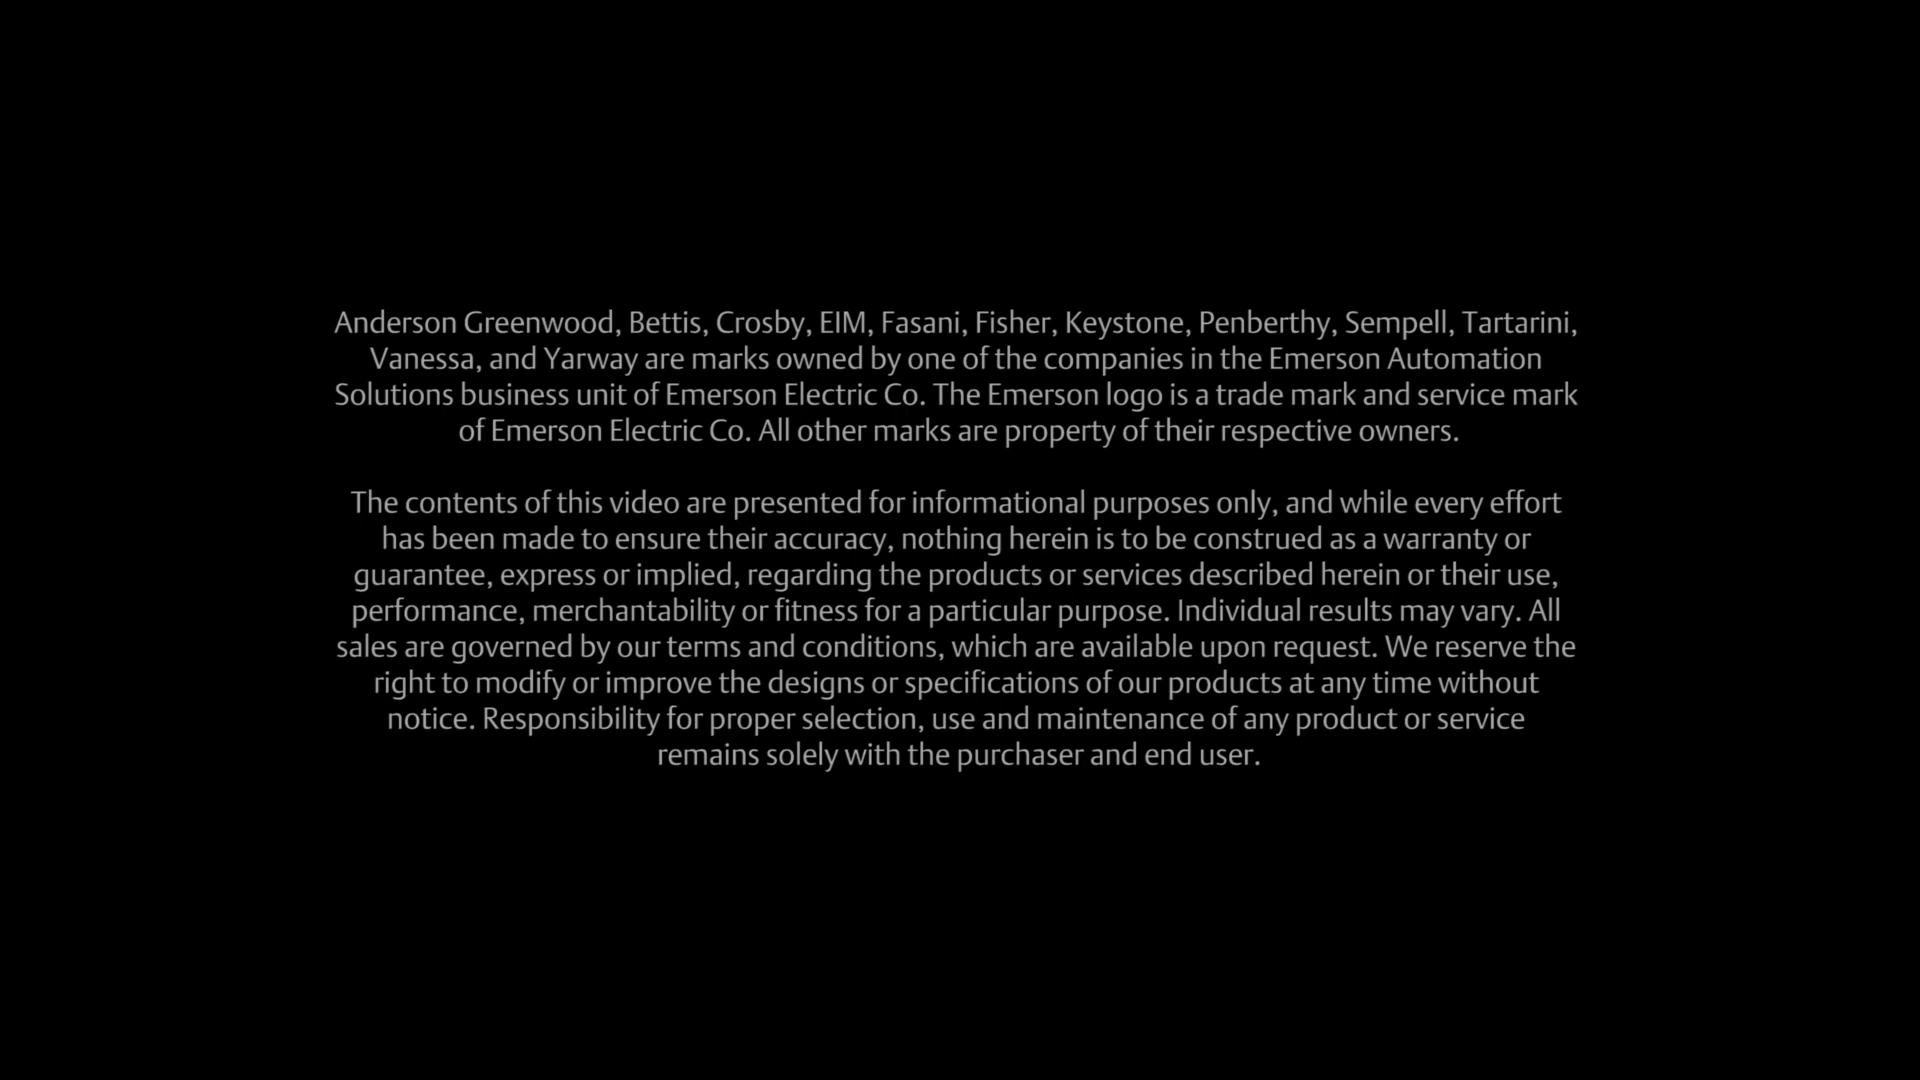 Anderson Greenwood, Bettis, Crosby, EIM, Fasani, Fisher, Keystone, Penberthy, Sempell, Tartarini,
Vanessa, and Yarway are marks owned by one of the companies in the Emerson Automation
Solutions business unit of Emerson Electric Co. The Emerson logo is a trade mark and service mark
of Emerson Electric Co. All other marks are property of their respective owners.
The contents of this video are presented for informational purposes only, and while every effort
has been made to ensure their accuracy, nothing herein is to be construed as a warranty or
guarantee, express or implied, regarding the products or services described herein or their use,
performance, merchantability or fitness for a particular purpose. Individual results may vary. All
sales are governed by our terms and conditions, which are available upon request. We reserve the
right to modify or improve the designs or specifications of our products at any time without
notice. Responsibility for proper selection, use and maintenance of any product or service
remains solely with the purchaser and end user.